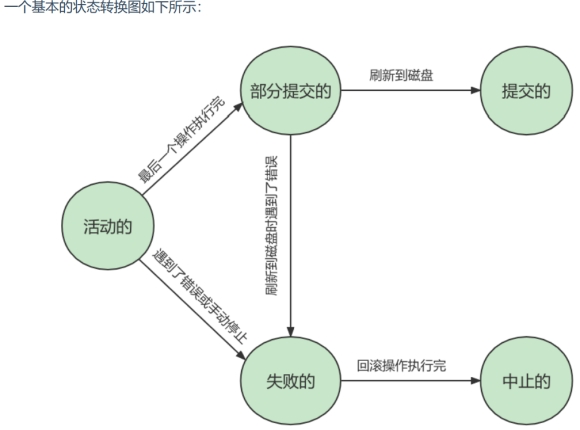 一个基本的状态转换图如下所示：
部分提交的
刷新到磁盘
提交的
最后一个操作执行完
活动的
刷新到磁盘时遇到了错误
遇到了错误或手动停止
失败的
回滚操作执行完
中止的